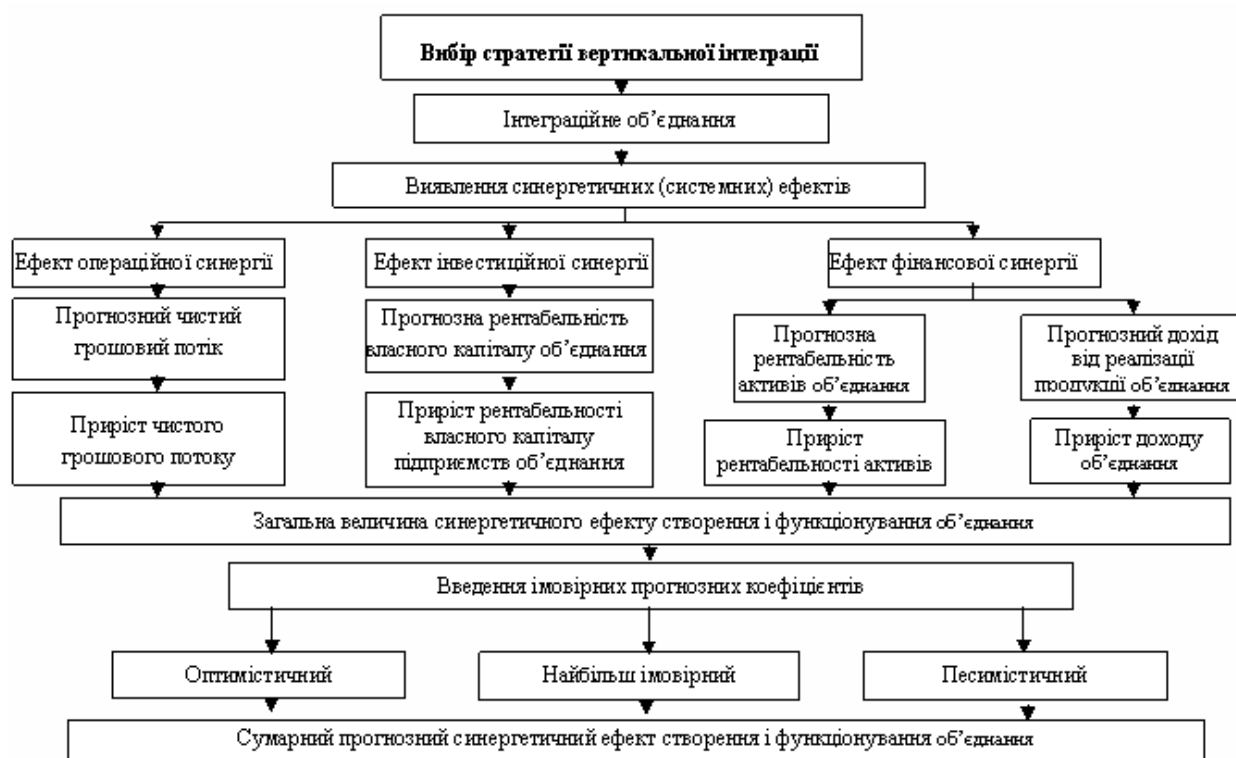 Вибір стратегії вертикальної інтеграції
Інтеграційне об’єднання
Виявлення синергетичних (системних) ефектів
Ефект операційної синергії
Ефект інвестиційної синергії
Ефект фінансової синергії
Прогнозний чистий
грошовий потік
Прогнозна рентабельність
власного капіталу об’єднання
Прогнозна
рентабельність
активів об’єднання
Прогнозний дохід
від реалізації
продукції об’єднання
Приріст чистого
грошового потоку
Приріст рентабельності
власного капіталу
підприємств об’єднання
Приріст
рентабельності активів
Приріст доходу
об’єднання
Загальна величина синергетичного ефекту створення і функціонування об’єднання
Введення імовірних прогнозних коефіцієнтів
Оптимістичний
Найбільш імовірний
Песимістичний
Сумарний прогнозний синергетичний ефект створення і функціонування об’єднання